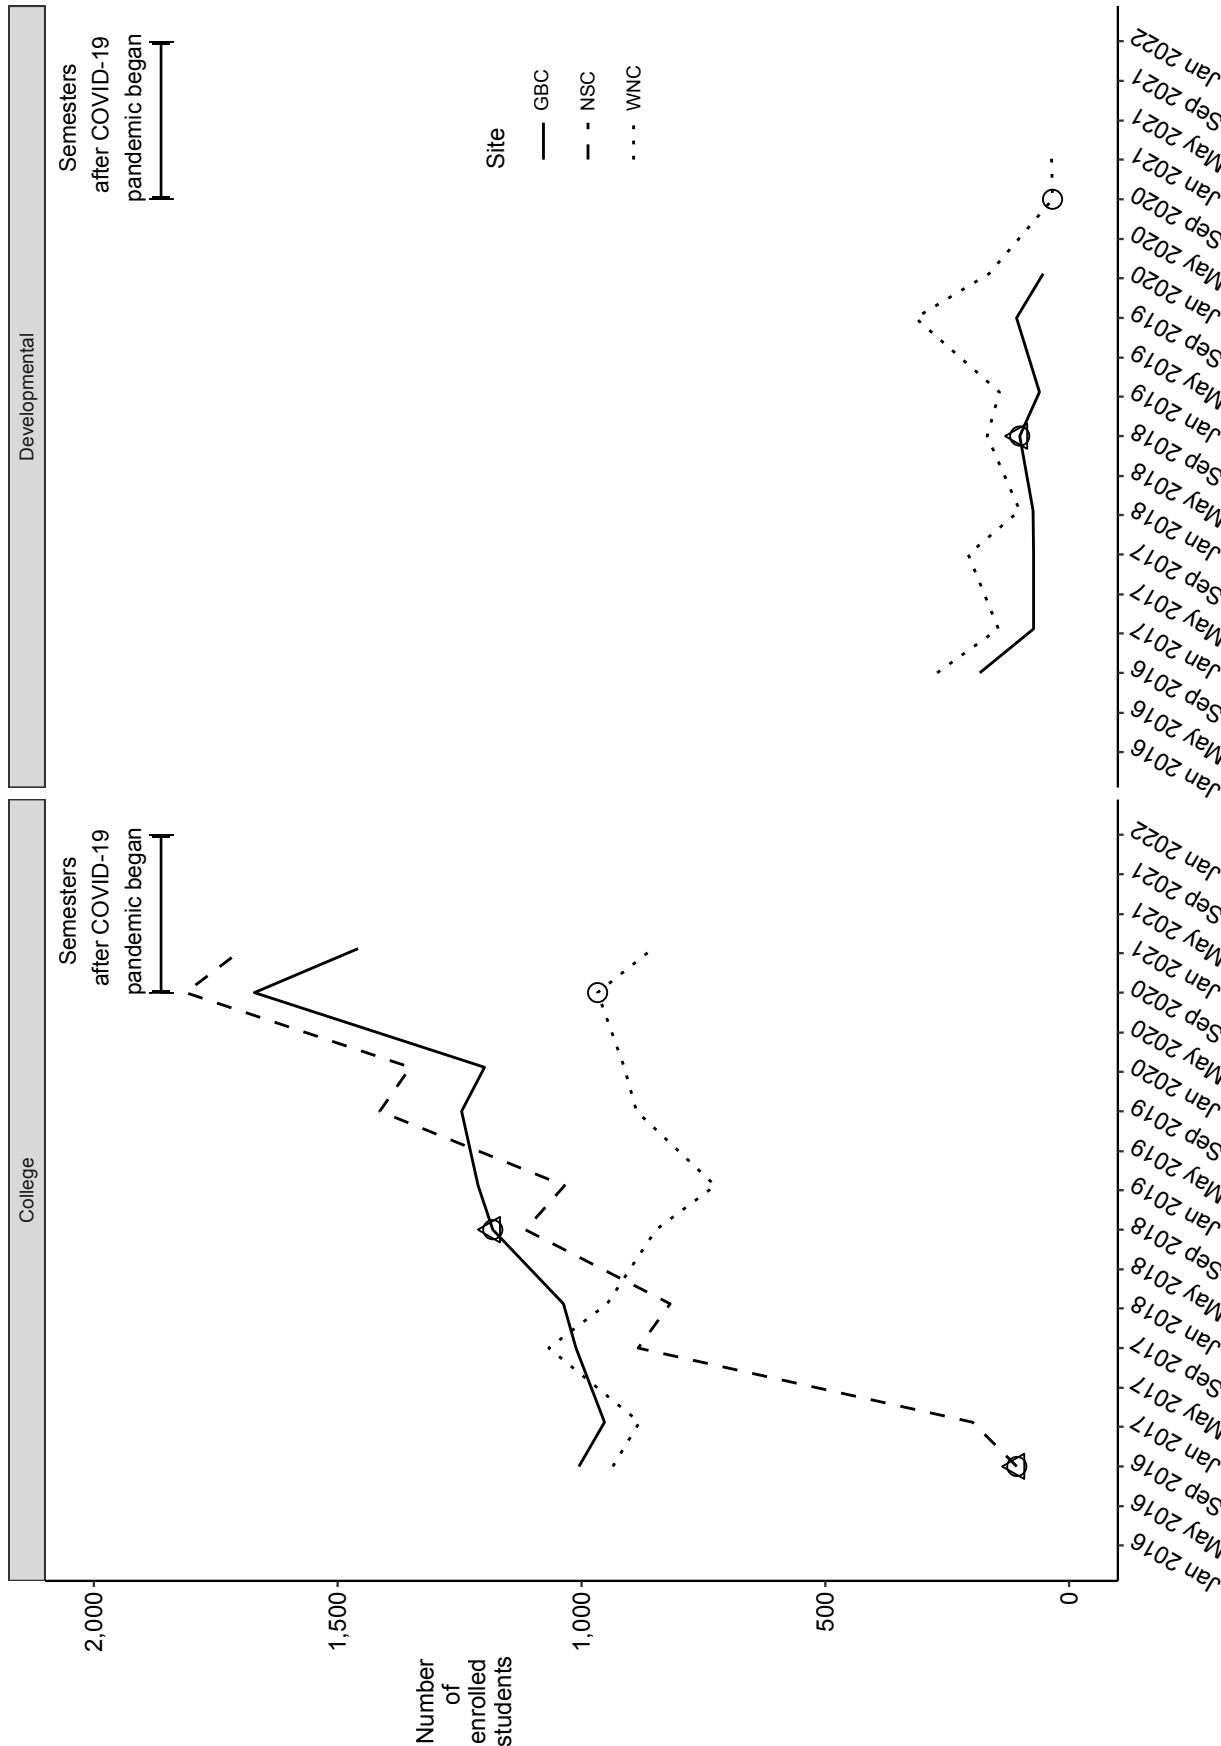 College
Developmental
Semesters
after COVID-19
pandemic began
Semesters
after COVID-19
pandemic began
Number
of
enrolled
students
2,000
1,500
1,000
500
0
Site
GBC
NSC
WNC
Jan 2016
May 2016
Sep 2016
Jan 2017
May 2017
Sep 2017
Jan 2018
May 2018
Sep 2018
Jan 2019
May 2019
Sep 2019
Jan 2020
May 2020
Sep 2020
Jan 2021
May 2021
Sep 2021
Jan 2022
Jan 2016
May 2016
Sep 2016
Jan 2017
May 2017
Sep 2017
Jan 2018
May 2018
Sep 2018
Jan 2019
May 2019
Sep 2019
Jan 2020
May 2020
Sep 2020
Jan 2021
May 2021
Sep 2021
Jan 2022